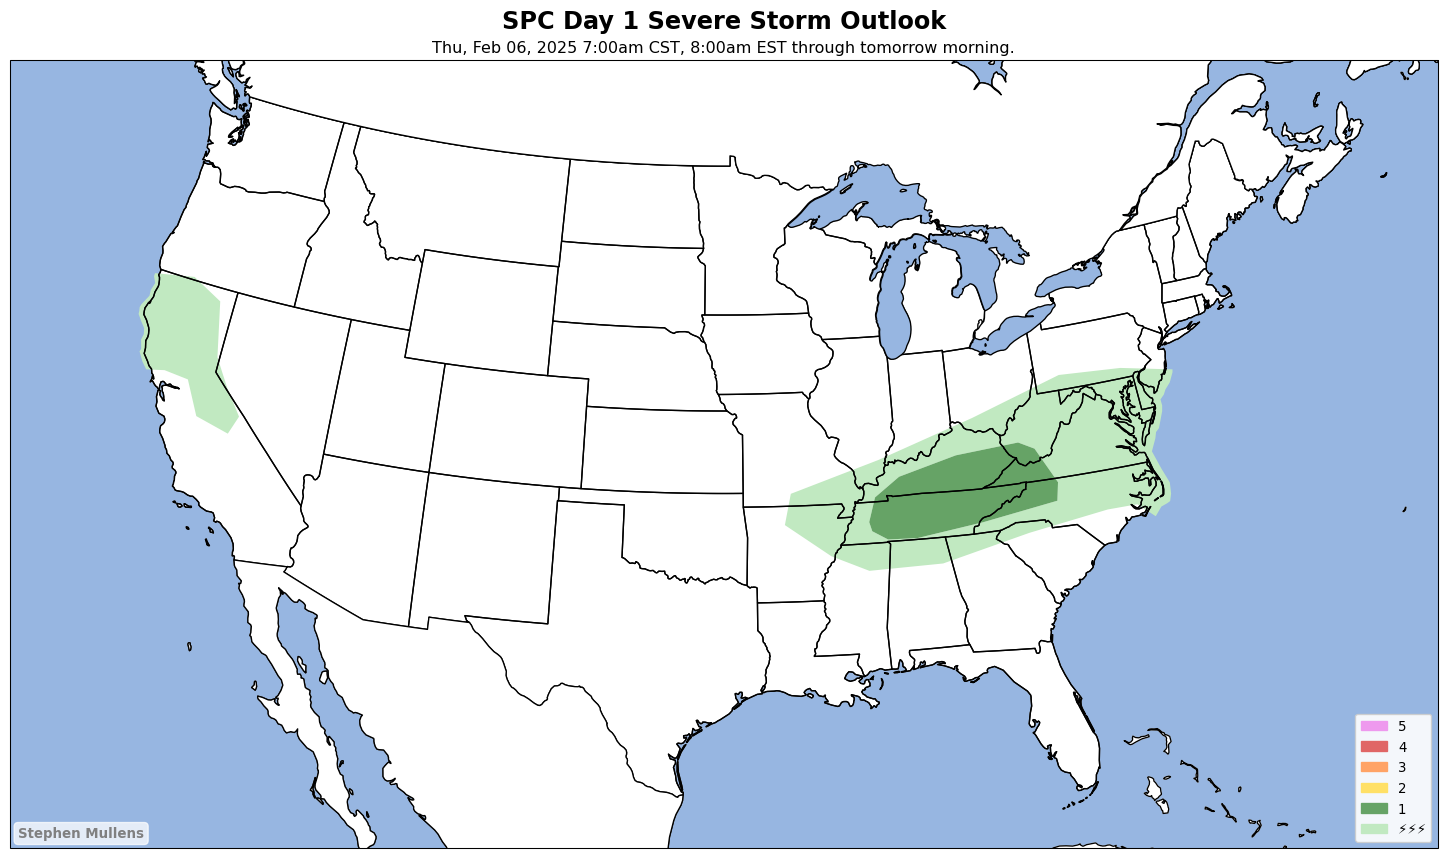 SPC Day 1 Severe Storm Outlook
Thu, Feb 06, 2025 7:00am CST, 8:00am EST through tomorrow morning.
5
4
3
2
1
⚡⚡⚡
Stephen Mullens